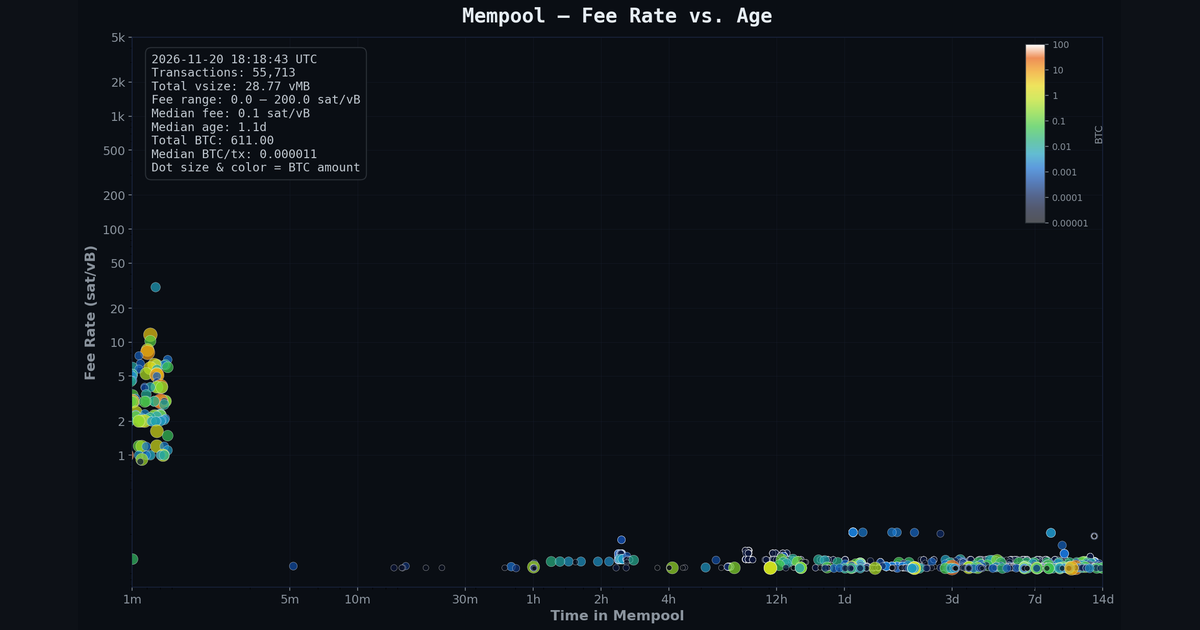 Mempool — Fee Rate vs. Age
2026-11-20 18:18:43 UTC
Transactions: 55,713
Total vsize: 28.77 vMB
Fee range: 0.0 – 200.0 sat/vB
Median fee: 0.1 sat/vB
Median age: 1.1d
Total BTC: 611.00
Median BTC/tx: 0.000011
Dot size & color = BTC amount
100
10
1
0.1
0.01
0.001
0.0001
0.00001
BTC
Fee Rate (sat/vB)
5k
2k
1k
500
200
100
50
20
10
5
2
1
1m
5m
10m
30m
1h
2h
4h
12h
1d
3d
7d
14d
Time in Mempool